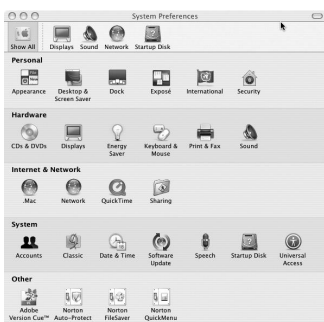 System Preferences
Show All Displays Sound Network Startup Disk
Personal
Appearance Desktop & Screen Saver Dock Exposé International Security
Hardware
CDs & DVDs Displays Energy Saver Keyboard & Mouse Print & Fax Sound
Internet & Network
.Mac Network QuickTime Sharing
System
Accounts Classic Date & Time Software Update Speech Startup Disk Universal Access
Other
Adobe Version Cue™ Norton Auto-Protect Norton FileSaver Norton QuickMenu